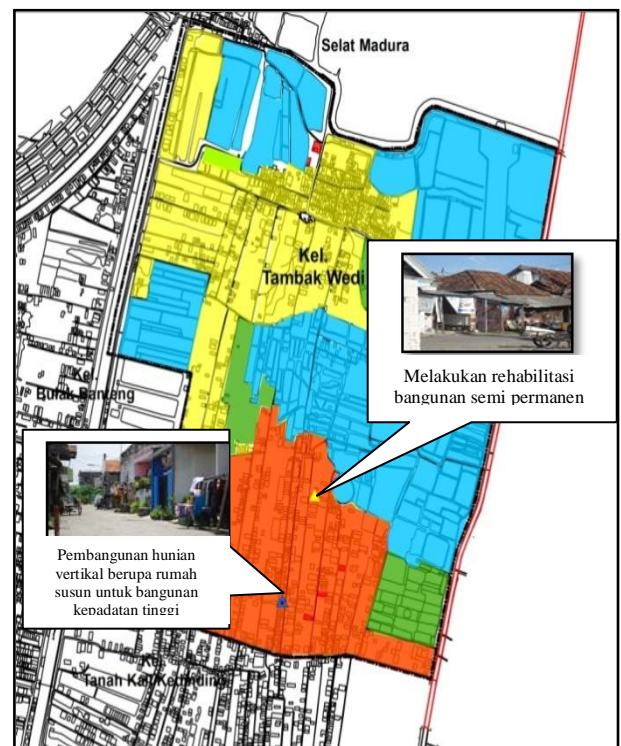 Selat Madura
Kel.
Tambak Wedi
Melakukan rehabilitasi
bangunan semi permanen
Kel.
Bulak Banteng
Pembangunan hunian
vertikal berupa rumah
susun untuk bangunan
kepadatan tinggi
Kel.
Tanah Kali Kedinding